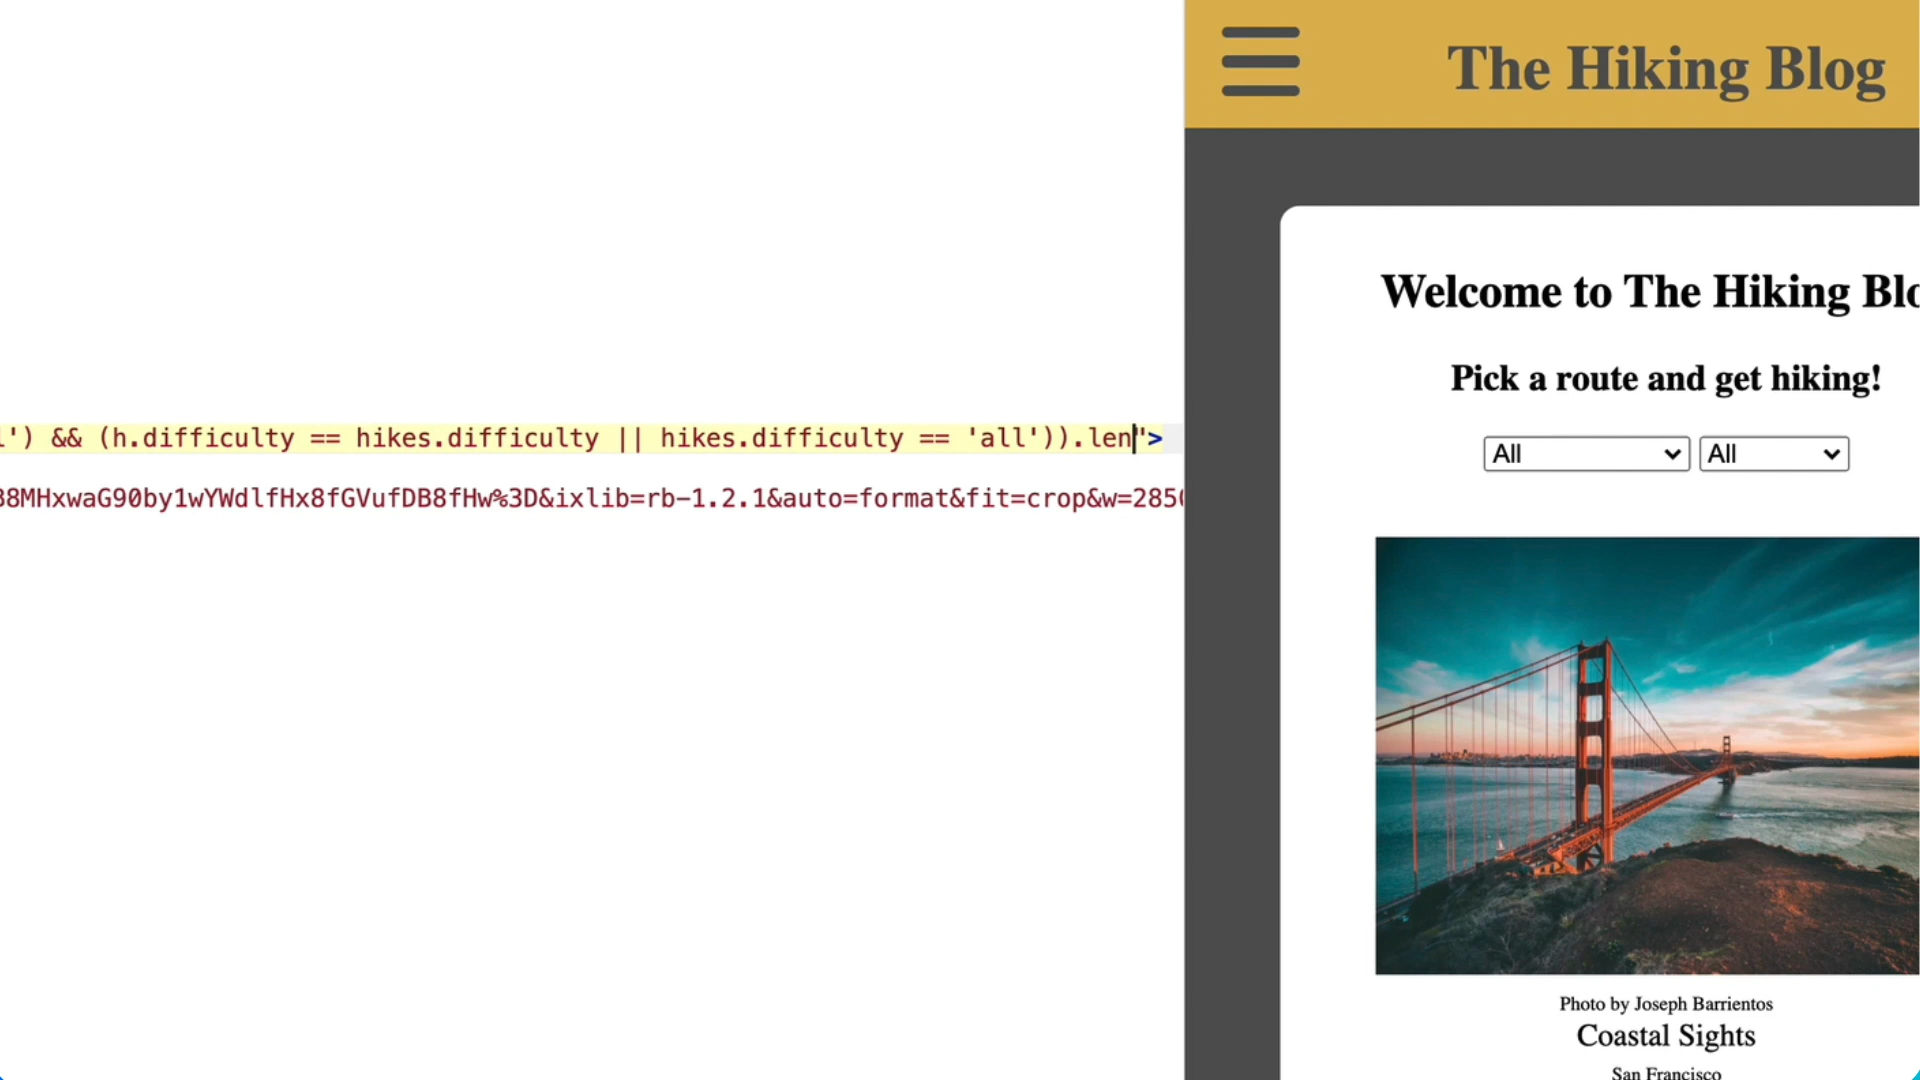 l') && (h.difficulty == hikes.difficulty || hikes.difficulty == 'all')).len">
38MHxwaG90by1wYWdlfHx8fGVufDB8fHw%3D&ixlib=rb-1.2.1&auto=format&fit=crop&w=285
The Hiking Blog
Welcome to The Hiking Blo
Pick a route and get hiking!
All All
Photo by Joseph Barrientos
Coastal Sights
San Francisco